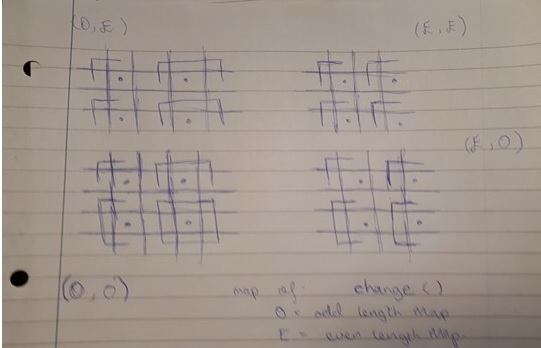 (O, E)
(E, E)
(E, O)
(O, O)
map of change()
O = odd length Map
E = even length Map.